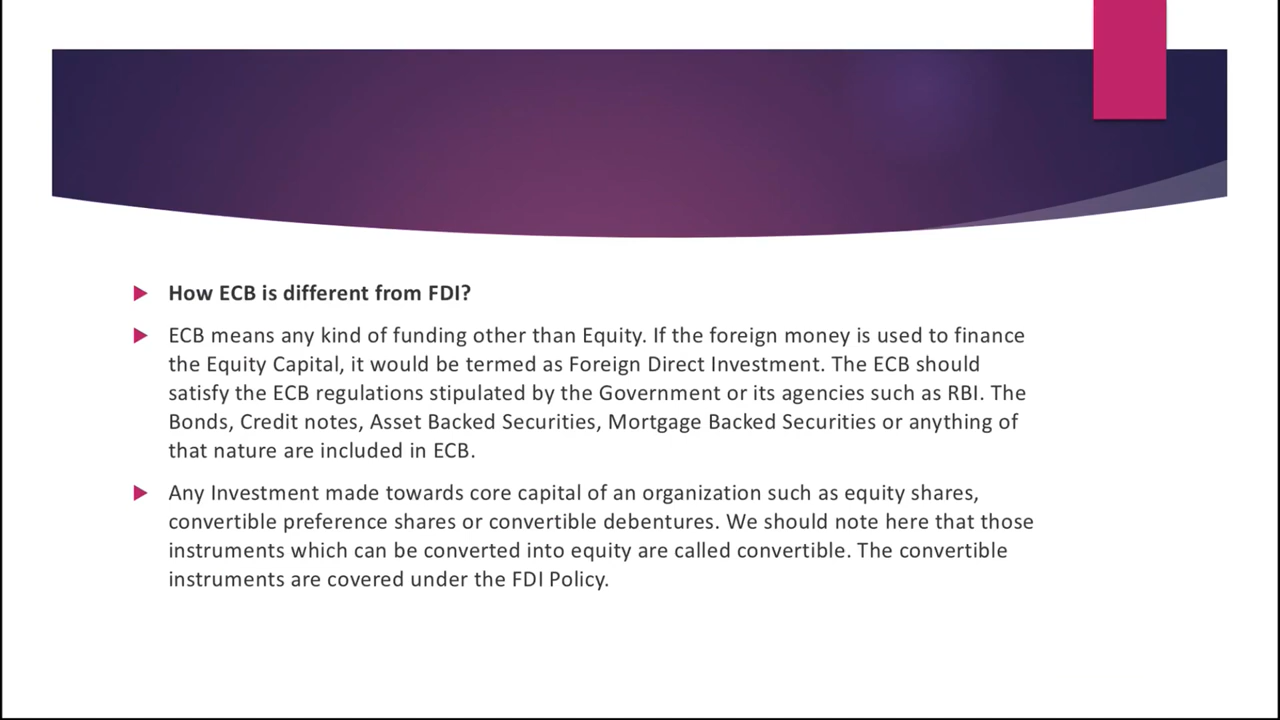 How ECB is different from FDI?
ECB means any kind of funding other than Equity. If the foreign money is used to finance
the Equity Capital, it would be termed as Foreign Direct Investment. The ECB should
satisfy the ECB regulations stipulated by the Government or its agencies such as RBI. The
Bonds, Credit notes, Asset Backed Securities, Mortgage Backed Securities or anything of
that nature are included in ECB.
Any Investment made towards core capital of an organization such as equity shares,
convertible preference shares or convertible debentures. We should note here that those
instruments which can be converted into equity are called convertible. The convertible
instruments are covered under the FDI Policy.